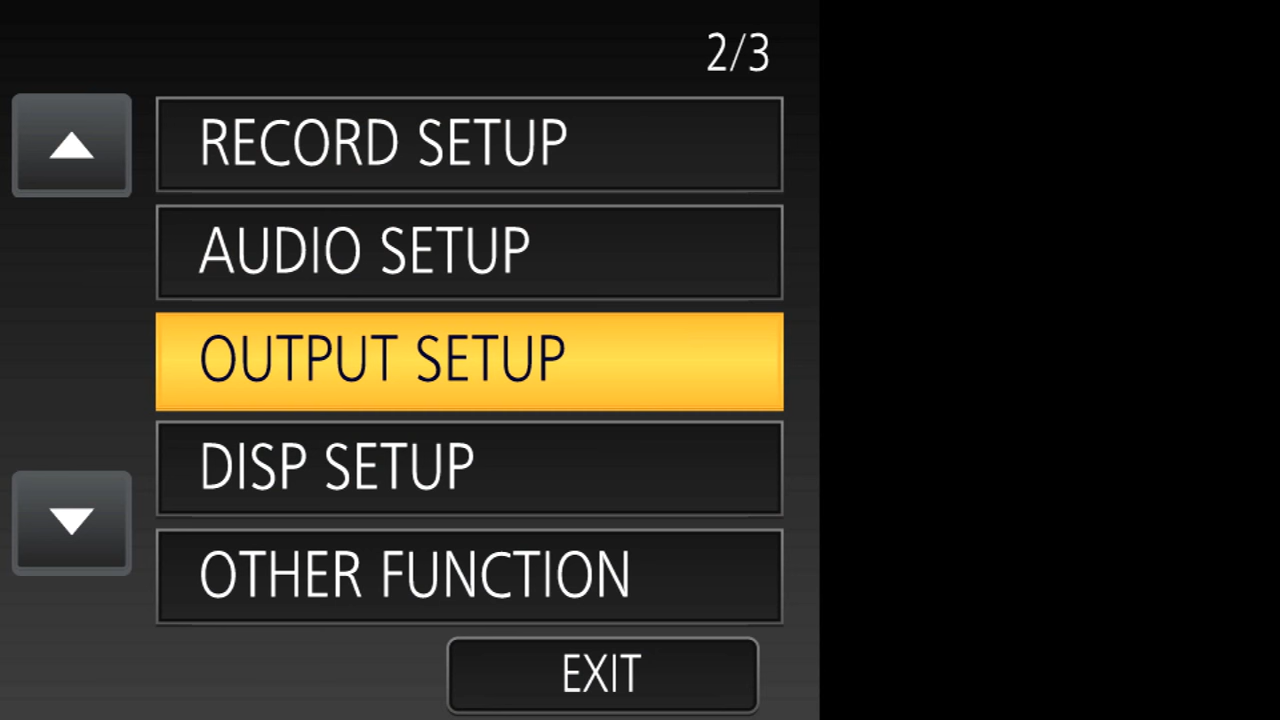 2/3
RECORD SETUP
AUDIO SETUP
OUTPUT SETUP
DISP SETUP
OTHER FUNCTION
EXIT